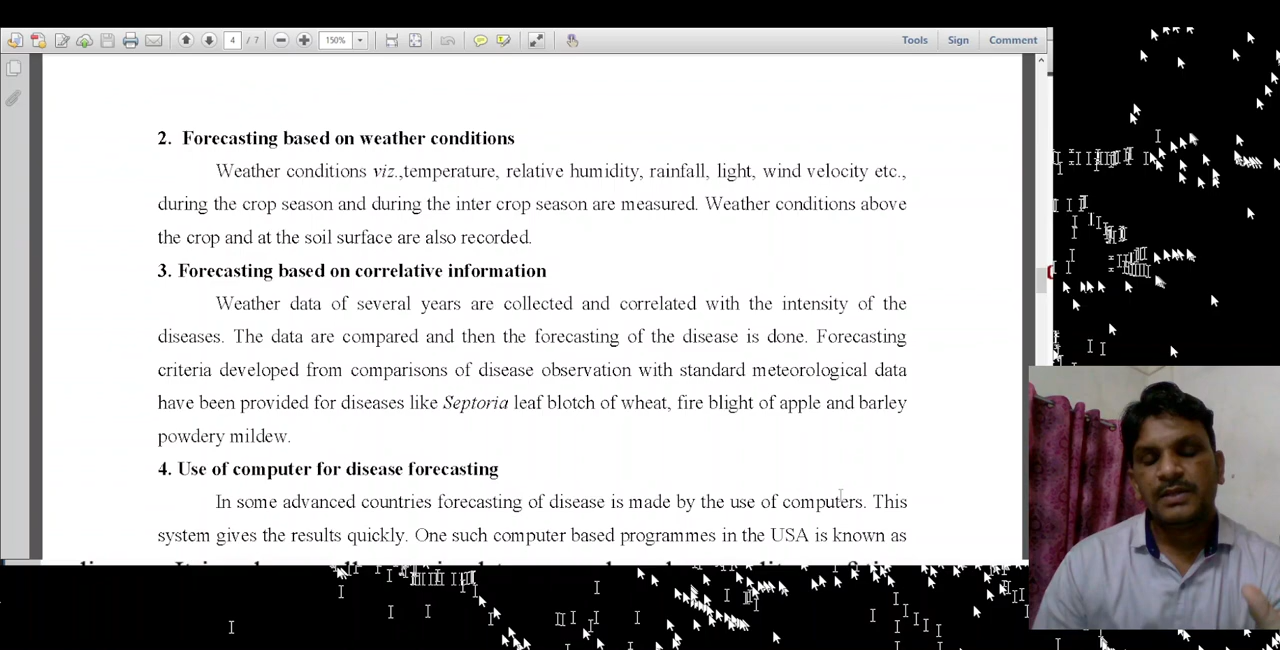 4 / 7
150%
Tools Sign Comment
2. Forecasting based on weather conditions
Weather conditions viz.,temperature, relative humidity, rainfall, light, wind velocity etc.,
during the crop season and during the inter crop season are measured. Weather conditions above
the crop and at the soil surface are also recorded.
3. Forecasting based on correlative information
Weather data of several years are collected and correlated with the intensity of the
diseases. The data are compared and then the forecasting of the disease is done. Forecasting
criteria developed from comparisons of disease observation with standard meteorological data
have been provided for diseases like Septoria leaf blotch of wheat, fire blight of apple and barley
powdery mildew.
4. Use of computer for disease forecasting
In some advanced countries forecasting of disease is made by the use of computers. This
system gives the results quickly. One such computer based programmes in the USA is known as